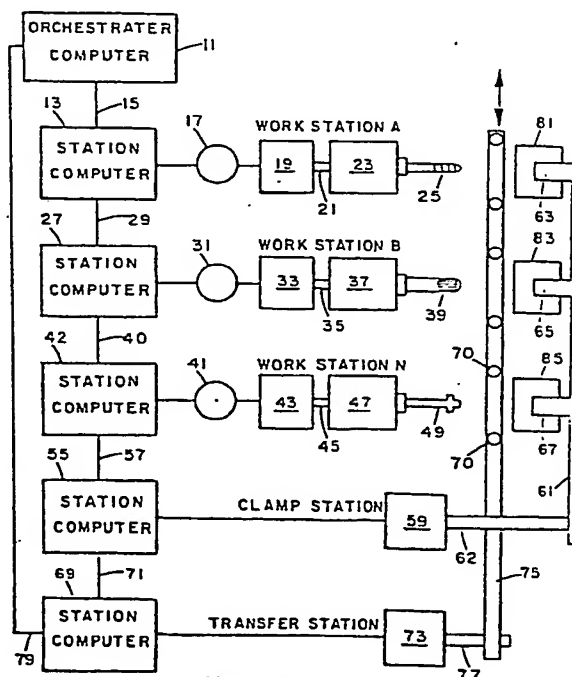 ORCHESTRATER
COMPUTER
11
13
15
17
STATION
COMPUTER
WORK STATION A
19
21
23
25
81
63
27
29
31
STATION
COMPUTER
WORK STATION B
33
35
37
39
83
65
42
40
41
STATION
COMPUTER
WORK STATION N
43
45
47
49
70
70
85
67
61
55
57
STATION
COMPUTER
CLAMP STATION
59
62
75
69
71
STATION
COMPUTER
TRANSFER STATION
73
77
79